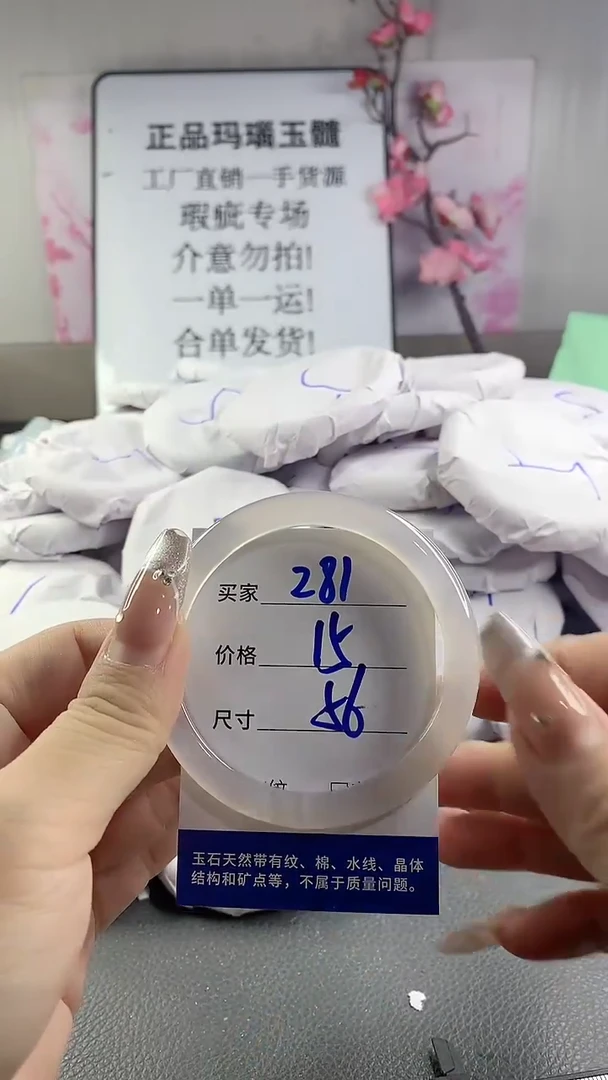 正品玛瑙玉髓
工厂直销一手货源
瑕疵专场
介意勿拍!
一单一运!
合单发货!
买家 281
价格 15
尺寸 56
玉石天然带有纹、棉、水线、晶体
结构和矿点等，不属于质量问题。